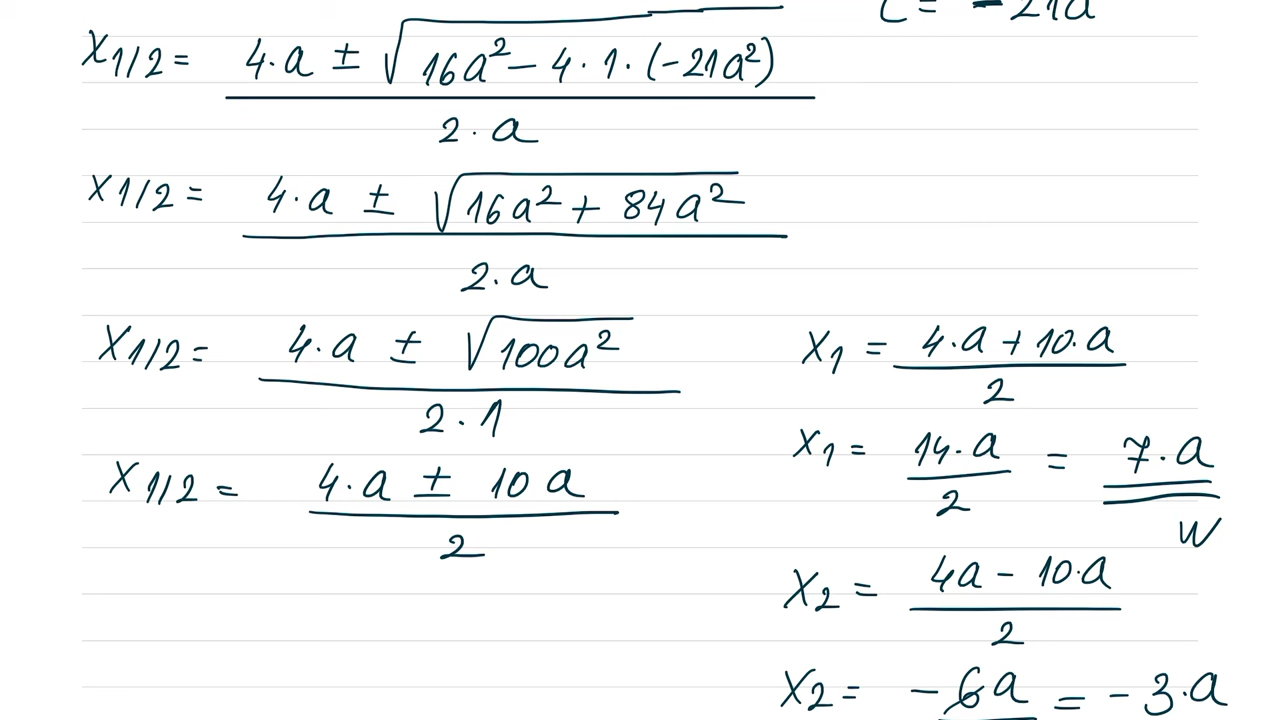 C = -21a
X1/2 = (4·a ± √(16a² - 4·1·(-21a²))) / (2·a)
X1/2 = (4·a ± √(16a² + 84a²)) / (2·a)
X1/2 = (4·a ± √(100a²)) / (2·1)
X1/2 = (4·a ± 10a) / 2
X₁ = (4·a + 10·a) / 2
X₁ = (14·a) / 2 = 7·a
W
X₂ = (4a - 10·a) / 2
X₂ = -6a = -3·a